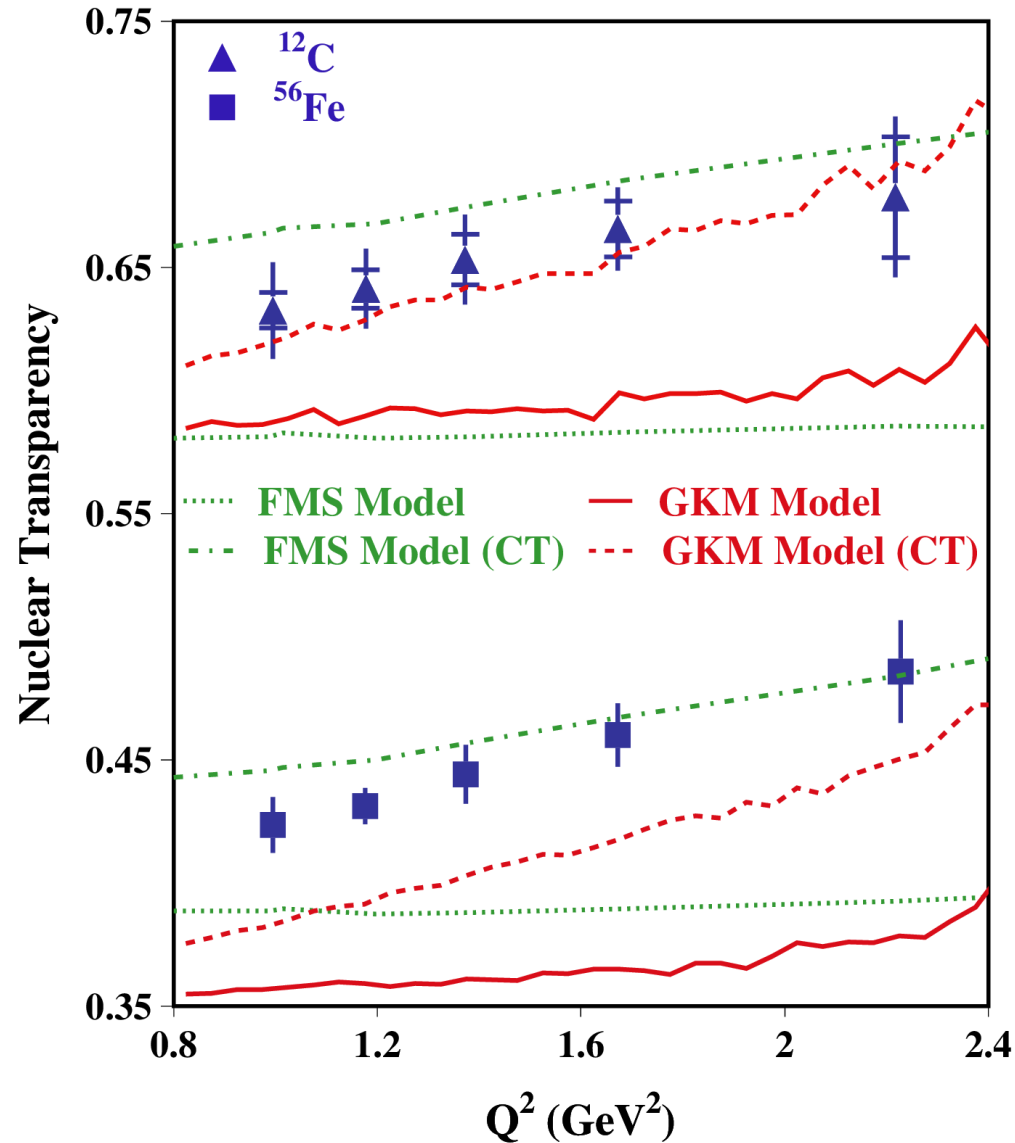 0.75
¹²C
⁵⁶Fe
0.65
Nuclear Transparency
0.55
FMS Model
GKM Model
FMS Model (CT)
GKM Model (CT)
0.45
0.35
0.8 1.2 1.6 2 2.4
Q² (GeV²)